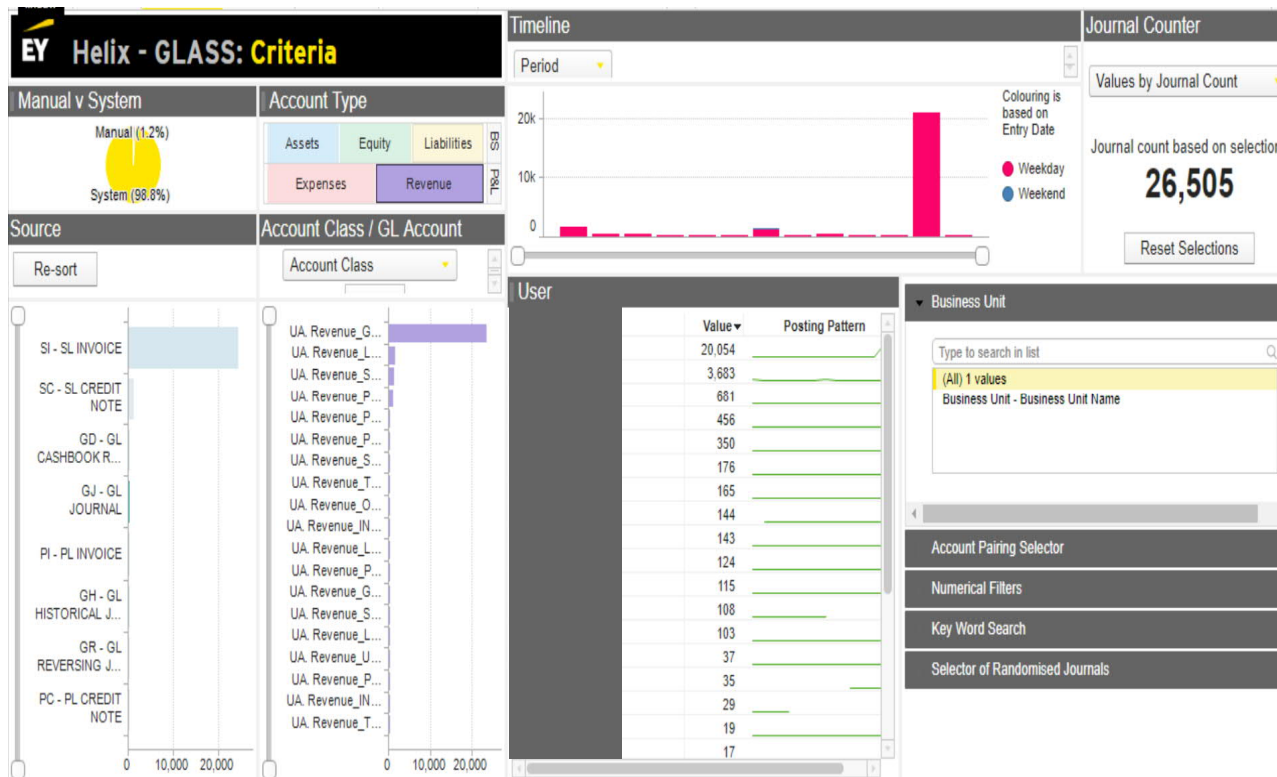 EY Helix - GLASS: Criteria
Manual v System
Manual (1.2%)
System (98.8%)
Account Type
Assets Equity Liabilities BS
Expenses Revenue P&L
Timeline
Period
20k
10k
0
Colouring is
based on
Entry Date
Weekday
Weekend
Journal Counter
Values by Journal Count
Journal count based on selection
26,505
Reset Selections
Source
Re-sort
SI - SL INVOICE
SC - SL CREDIT
NOTE
GD - GL
CASHBOOK R...
GJ - GL
JOURNAL
PI - PL INVOICE
GH - GL
HISTORICAL J...
GR - GL
REVERSING J...
PC - PL CREDIT
NOTE
0 10,000 20,000
Account Class / GL Account
Account Class
UA. Revenue_G...
UA. Revenue_L...
UA. Revenue_S...
UA. Revenue_P...
UA. Revenue_P...
UA. Revenue_P...
UA. Revenue_S...
UA. Revenue_T...
UA. Revenue_O...
UA. Revenue_IN...
UA. Revenue_L...
UA. Revenue_P...
UA. Revenue_G...
UA. Revenue_S...
UA. Revenue_L...
UA. Revenue_U...
UA. Revenue_P...
UA. Revenue_IN...
UA. Revenue_T...
0 10,000 20,000
User
Value Posting Pattern
20,054
3,683
681
456
350
176
165
144
143
124
115
108
103
37
35
29
19
17
Business Unit
Type to search in list
(All) 1 values
Business Unit - Business Unit Name
Account Pairing Selector
Numerical Filters
Key Word Search
Selector of Randomised Journals